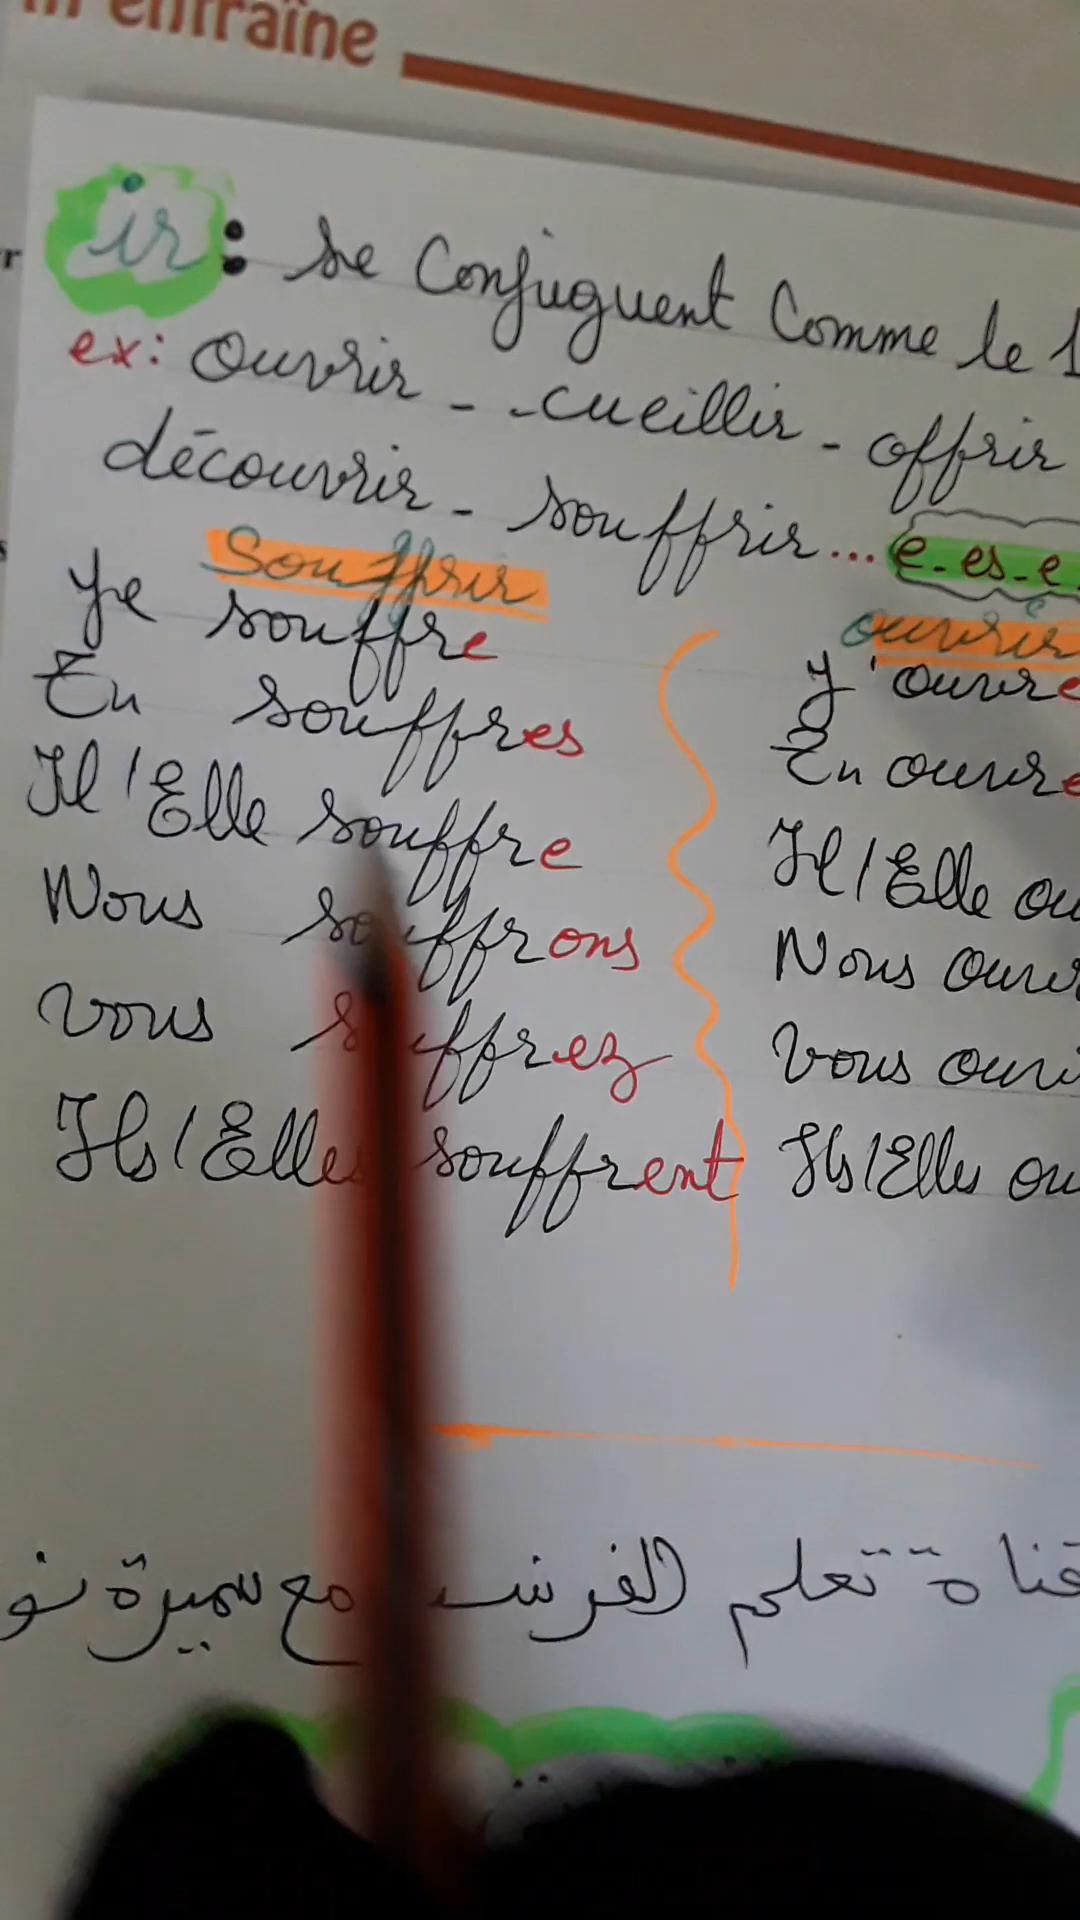 m'entraîne
ir: se Conjuguent Comme le 1
ex: Ouvrir - - cueillir - offrir
découvrir - souffrir... e-es-e
Souffrir
Je souffre
Tu souffres
Il/Elle souffre
Nous souffrons
Vous souffrez
Ils/Elles souffrent
ouvrir
J'ouvre
Tu ouvre
Il/Elle ou
Nous ouvr
Vous ouv
Ils/Elles ou
قناة تعلم الفرنس مع سميرة نو